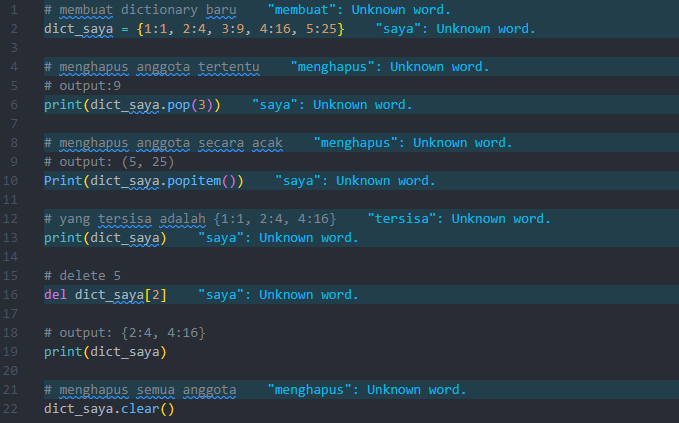 1 # membuat dictionary baru "membuat": Unknown word.
2 dict_saya = {1:1, 2:4, 3:9, 4:16, 5:25} "saya": Unknown word.
3
4 # menghapus anggota tertentu "menghapus": Unknown word.
5 # output:9
6 print(dict_saya.pop(3)) "saya": Unknown word.
7
8 # menghapus anggota secara acak "menghapus": Unknown word.
9 # output: (5, 25)
10 Print(dict_saya.popitem()) "saya": Unknown word.
11
12 # yang tersisa adalah {1:1, 2:4, 4:16} "tersisa": Unknown word.
13 print(dict_saya) "saya": Unknown word.
14
15 # delete 5
16 del dict_saya[2] "saya": Unknown word.
17
18 # output: {2:4, 4:16}
19 print(dict_saya)
20
21 # menghapus semua anggota "menghapus": Unknown word.
22 dict_saya.clear()